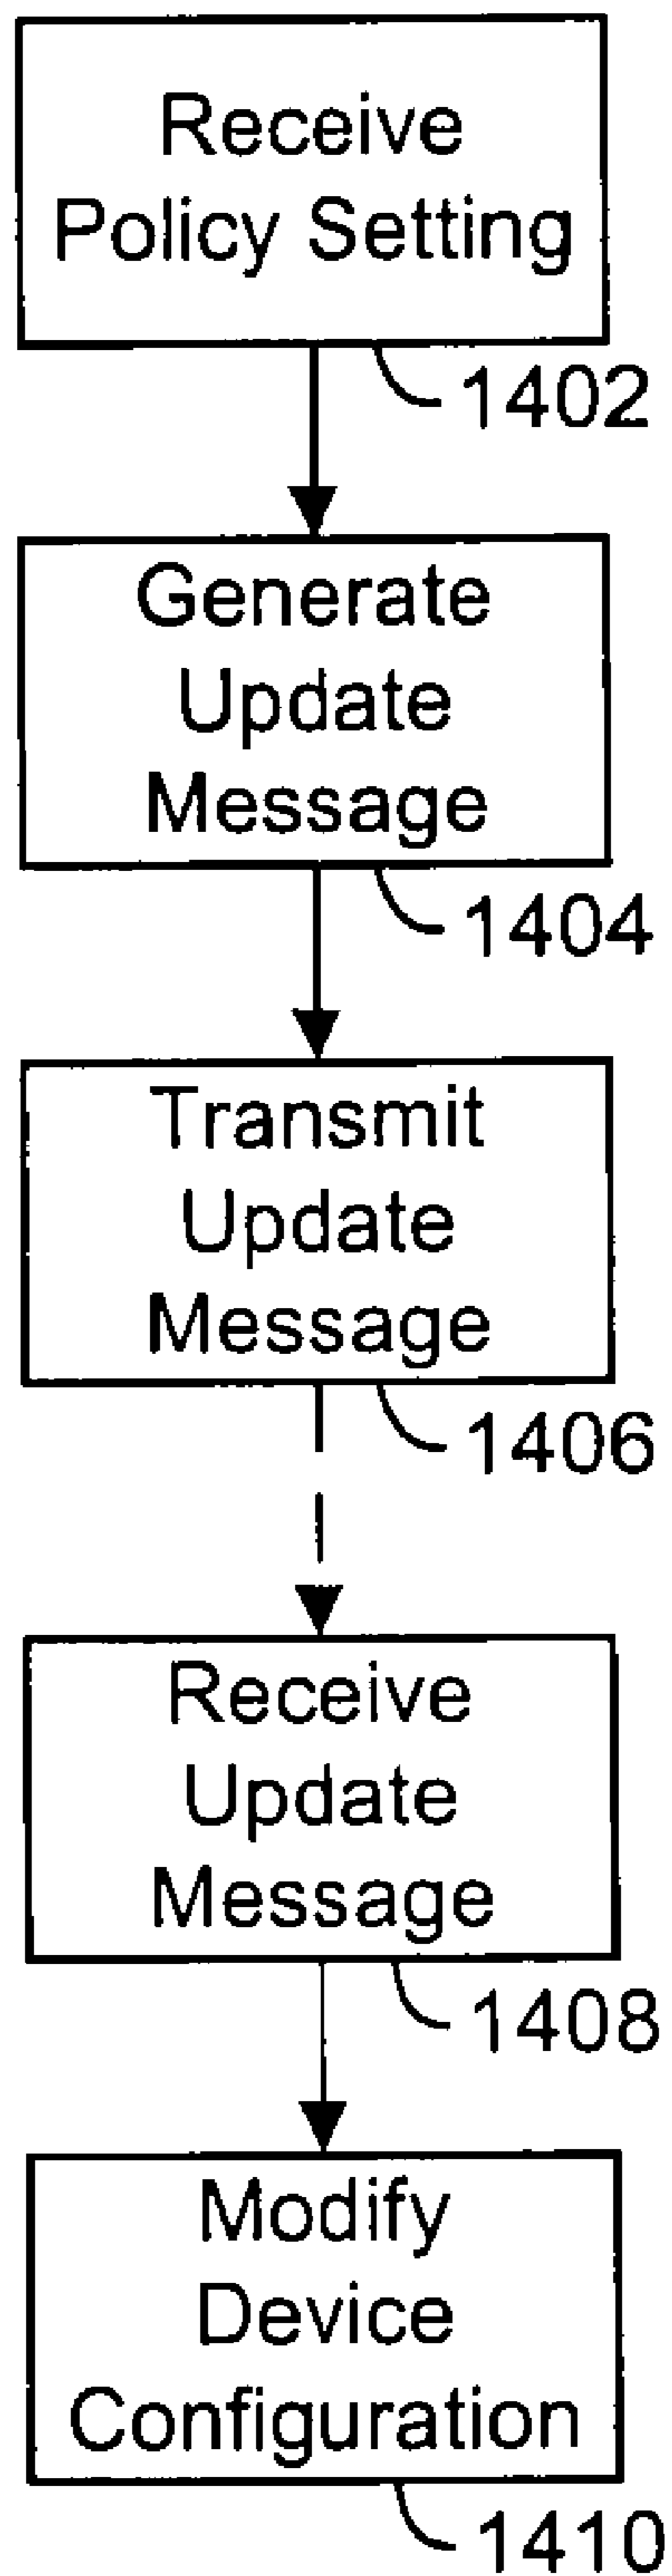 Receive
Policy Setting
1402
Generate
Update
Message
1404
Transmit
Update
Message
1406
Receive
Update
Message
1408
Modify
Device
Configuration
1410